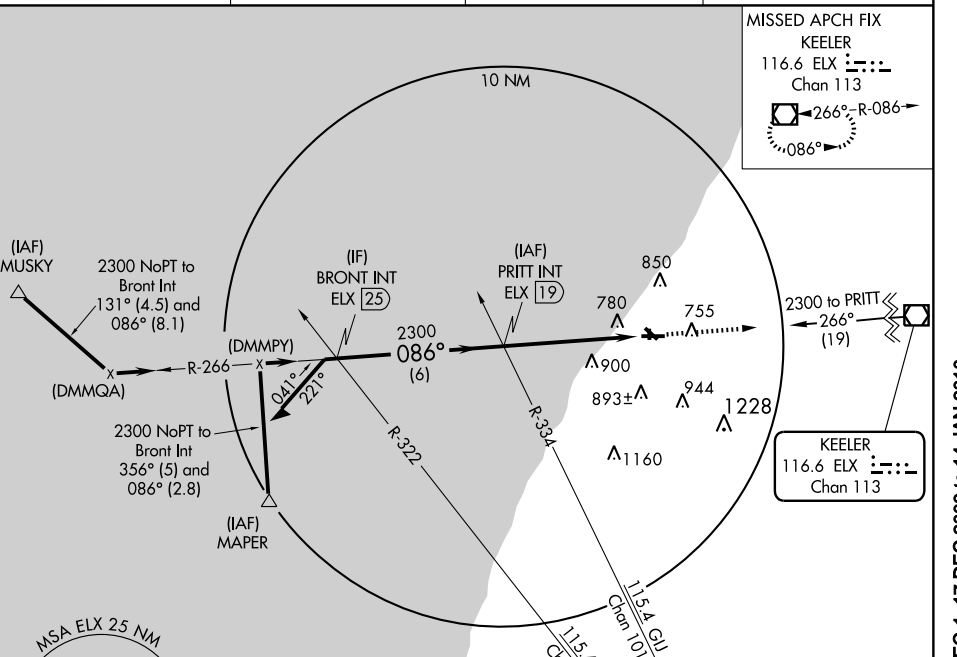 MISSED APCH FIX
KEELER
116.6 ELX
Chan 113
266°
R-086
086°
10 NM
(IAF)
MUSKY
2300 NoPT to
Bront Int
131° (4.5) and
086° (8.1)
(IF)
BRONT INT
ELX 25
(IAF)
PRITT INT
ELX 19
850
780
755
2300 to PRITT
266°
(19)
2300
086°
(6)
(DMMPY)
R-266
(DMMQA)
041°
221°
900
893±
944
1228
1160
2300 NoPT to
Bront Int
356° (5) and
086° (2.8)
R-322
R-334
(IAF)
MAPER
KEELER
116.6 ELX
Chan 113
115.4 GIJ
Chan 101
115.
MSA ELX 25 NM